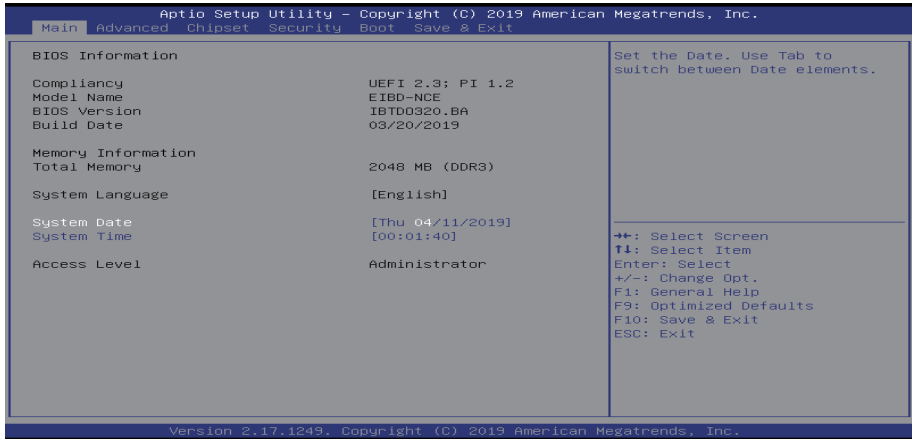 Aptio Setup Utility – Copyright (C) 2019 American Megatrends, Inc.
Main Advanced Chipset Security Boot Save & Exit
BIOS Information
Compliancy UEFI 2.3; PI 1.2
Model Name EIBD-NCE
BIOS Version IBTD0320.BA
Build Date 03/20/2019
Memory Information
Total Memory 2048 MB (DDR3)
System Language [English]
System Date [Thu 04/11/2019]
System Time [00:01:40]
Access Level Administrator
Set the Date. Use Tab to
switch between Date elements.
→←: Select Screen
↑↓: Select Item
Enter: Select
+/-: Change Opt.
F1: General Help
F9: Optimized Defaults
F10: Save & Exit
ESC: Exit
Version 2.17.1249. Copyright (C) 2019 American Megatrends, Inc.